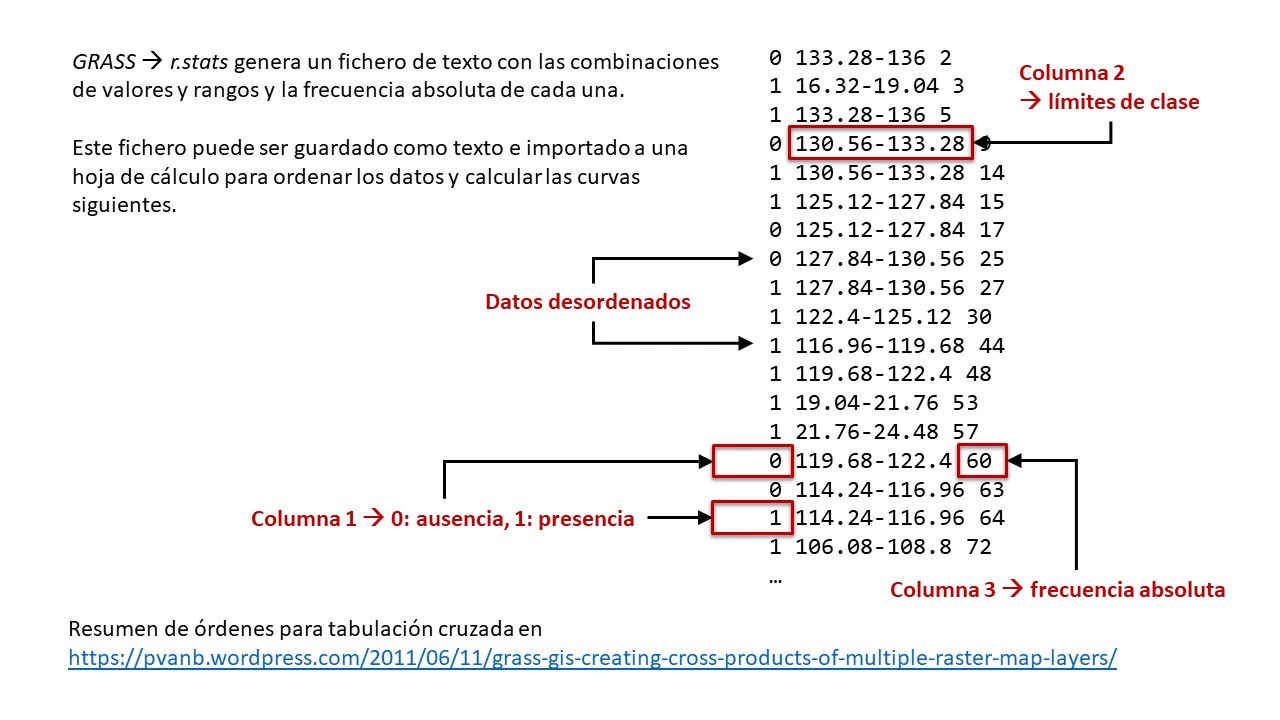 GRASS → r.stats genera un fichero de texto con las combinaciones
de valores y rangos y la frecuencia absoluta de cada una.
Este fichero puede ser guardado como texto e importado a una
hoja de cálculo para ordenar los datos y calcular las curvas
siguientes.
0 133.28-136 2
1 16.32-19.04 3
1 133.28-136 5
0 130.56-133.28
1 130.56-133.28 14
1 125.12-127.84 15
0 125.12-127.84 17
0 127.84-130.56 25
1 127.84-130.56 27
1 122.4-125.12 30
1 116.96-119.68 44
1 119.68-122.4 48
1 19.04-21.76 53
1 21.76-24.48 57
0 119.68-122.4 60
0 114.24-116.96 63
1 114.24-116.96 64
1 106.08-108.8 72
…
Columna 2
→ límites de clase
Datos desordenados
Columna 1 → 0: ausencia, 1: presencia
Columna 3 → frecuencia absoluta
Resumen de órdenes para tabulación cruzada en
https://pvanb.wordpress.com/2011/06/11/grass-gis-creating-cross-products-of-multiple-raster-map-layers/